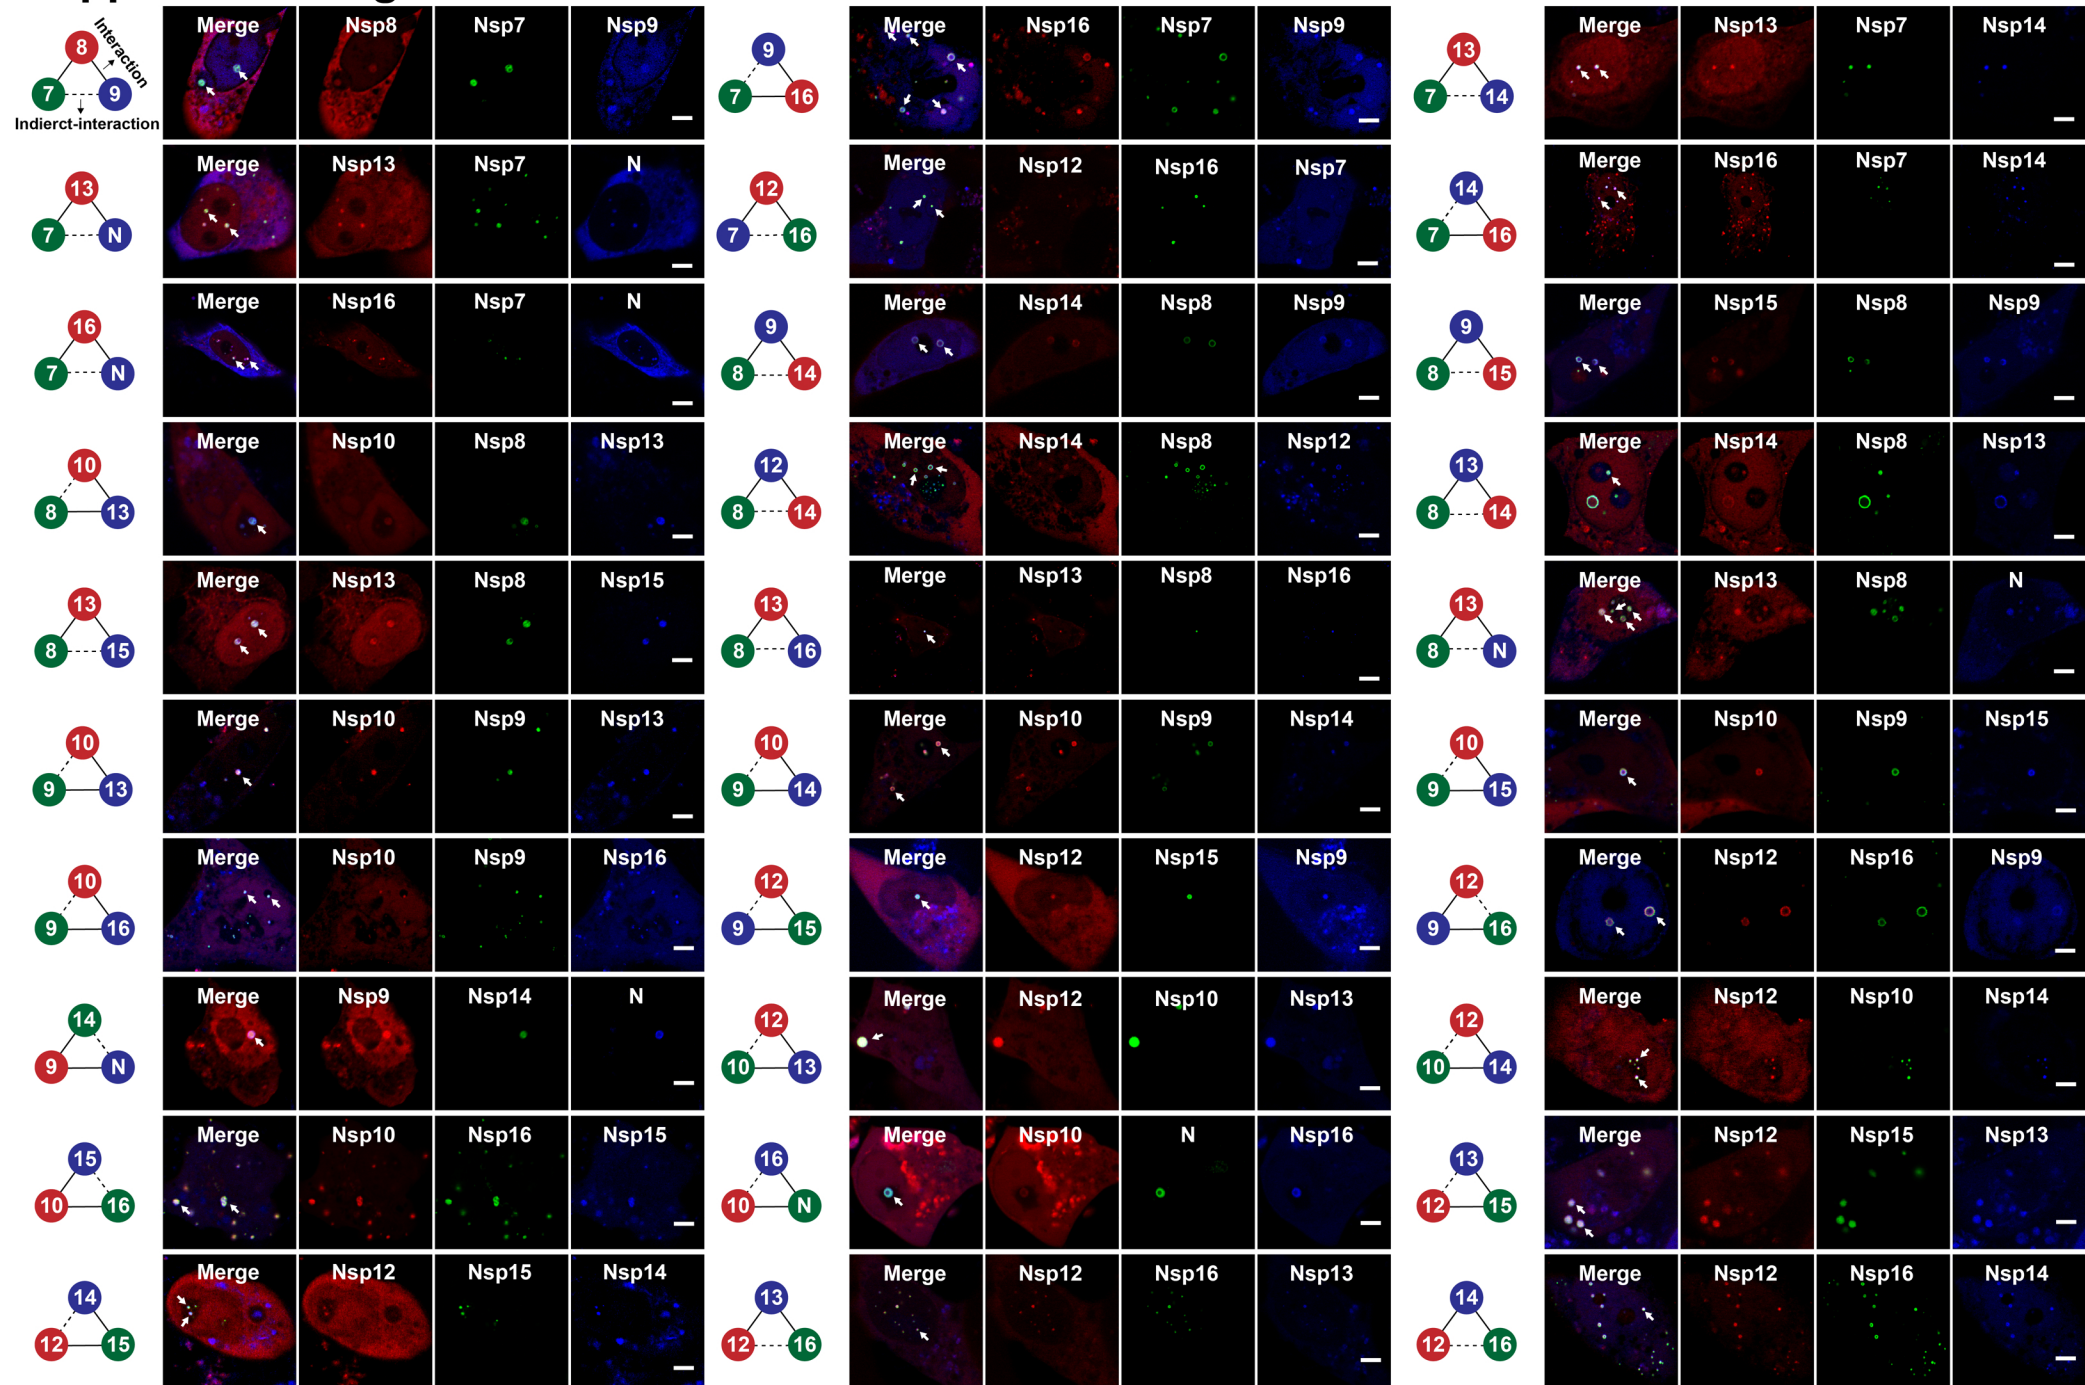 8
Interaction
7
9
Indierct-interaction
Merge Nsp8 Nsp7 Nsp9
9
7 16
Merge Nsp16 Nsp7 Nsp9
13
7 14
Merge Nsp13 Nsp7 Nsp14
13
7 N
Merge Nsp13 Nsp7 N
12
7 16
Merge Nsp12 Nsp16 Nsp7
14
7 16
Merge Nsp16 Nsp7 Nsp14
16
7 N
Merge Nsp16 Nsp7 N
9
8 14
Merge Nsp14 Nsp8 Nsp9
9
8 15
Merge Nsp15 Nsp8 Nsp9
10
8 13
Merge Nsp10 Nsp8 Nsp13
12
8 14
Merge Nsp14 Nsp8 Nsp12
13
8 14
Merge Nsp14 Nsp8 Nsp13
13
8 15
Merge Nsp13 Nsp8 Nsp15
13
8 16
Merge Nsp13 Nsp8 Nsp16
13
8 N
Merge Nsp13 Nsp8 N
10
9 13
Merge Nsp10 Nsp9 Nsp13
10
9 14
Merge Nsp10 Nsp9 Nsp14
10
9 15
Merge Nsp10 Nsp9 Nsp15
10
9 16
Merge Nsp10 Nsp9 Nsp16
12
9 15
Merge Nsp12 Nsp15 Nsp9
12
9 16
Merge Nsp12 Nsp16 Nsp9
14
9 N
Merge Nsp9 Nsp14 N
12
10 13
Merge Nsp12 Nsp10 Nsp13
12
10 14
Merge Nsp12 Nsp10 Nsp14
15
10 16
Merge Nsp10 Nsp16 Nsp15
16
10 N
Merge Nsp10 N Nsp16
13
12 15
Merge Nsp12 Nsp15 Nsp13
14
12 15
Merge Nsp12 Nsp15 Nsp14
13
12 16
Merge Nsp12 Nsp16 Nsp13
14
12 16
Merge Nsp12 Nsp16 Nsp14